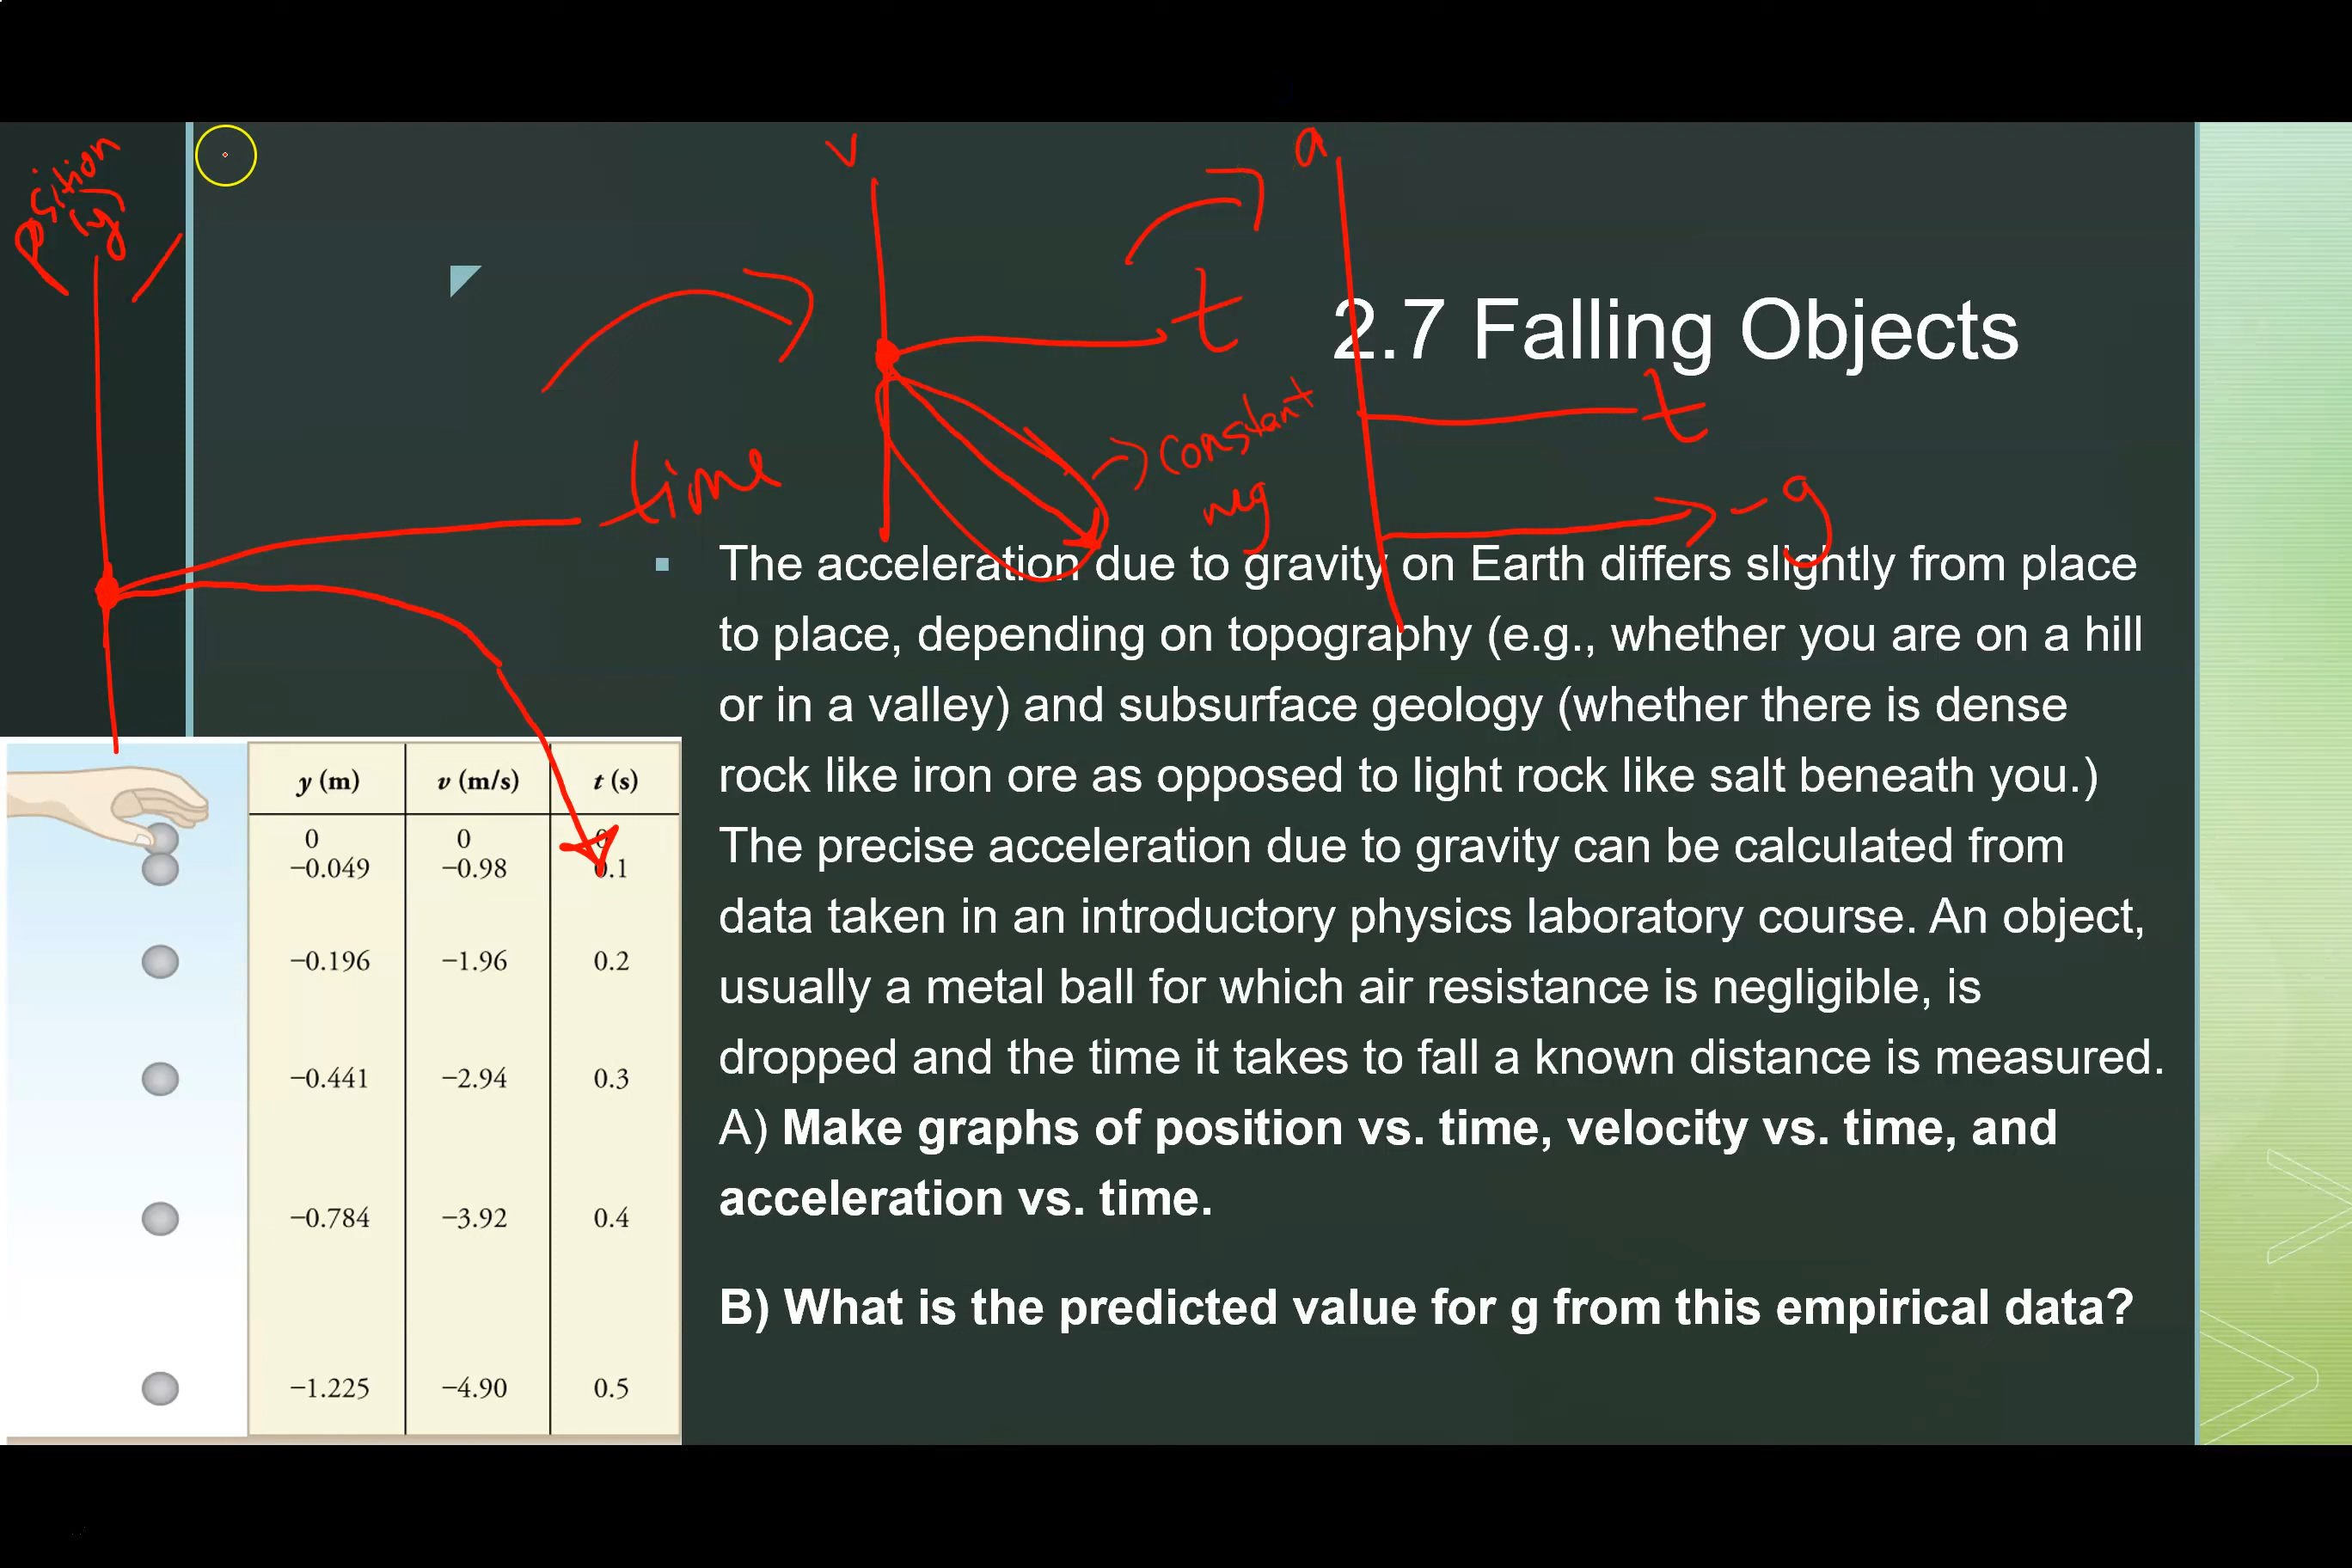 position
(y)
time
v
t
constant
neg
a
t
-g
2.7 Falling Objects
▪ The acceleration due to gravity on Earth differs slightly from place
to place, depending on topography (e.g., whether you are on a hill
or in a valley) and subsurface geology (whether there is dense
rock like iron ore as opposed to light rock like salt beneath you.)
The precise acceleration due to gravity can be calculated from
data taken in an introductory physics laboratory course. An object,
usually a metal ball for which air resistance is negligible, is
dropped and the time it takes to fall a known distance is measured.
A) Make graphs of position vs. time, velocity vs. time, and
acceleration vs. time.
B) What is the predicted value for g from this empirical data?
y (m) v (m/s) t (s)
0 0 0
−0.049 −0.98 0.1
−0.196 −1.96 0.2
−0.441 −2.94 0.3
−0.784 −3.92 0.4
−1.225 −4.90 0.5